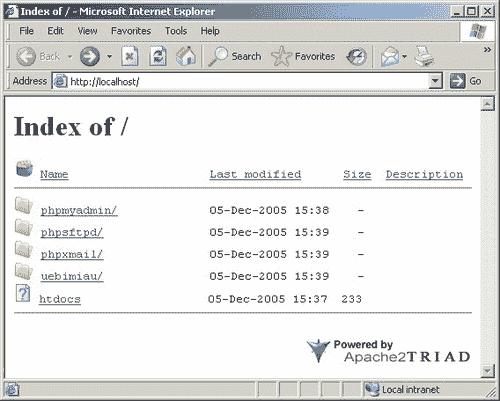 Index of / - Microsoft Internet Explorer
File Edit View Favorites Tools Help
Back Search Favorites »
Address http://localhost/ Go
Index of /
Name Last modified Size Description
phpmyadmin/ 05-Dec-2005 15:38 -
phpsftpd/ 05-Dec-2005 15:39 -
phpxmail/ 05-Dec-2005 15:39 -
uebimiau/ 05-Dec-2005 15:39 -
htdocs 05-Dec-2005 15:37 233
Powered by
Apache2TRIAD
Local intranet